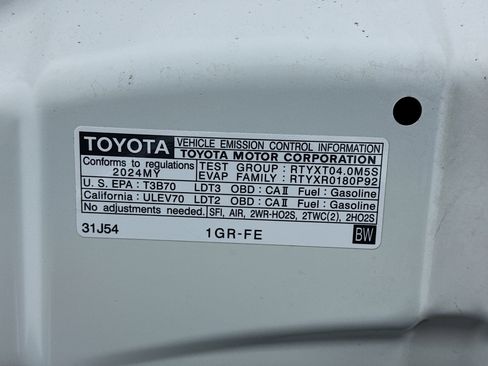 TOYOTA VEHICLE EMISSION CONTROL INFORMATION
TOYOTA MOTOR CORPORATION
Conforms to regulations TEST GROUP : RTYXT04.0M5S
2024MY EVAP FAMILY : RTYXR0180P92
U. S. EPA : T3B70 LDT3 OBD : CAⅡ Fuel : Gasoline
California : ULEV70 LDT2 OBD : CAⅡ Fuel : Gasoline
No adjustments needed. SFI, AIR, 2WR-HO2S, 2TWC(2), 2HO2S
31J54 1GR-FE BW